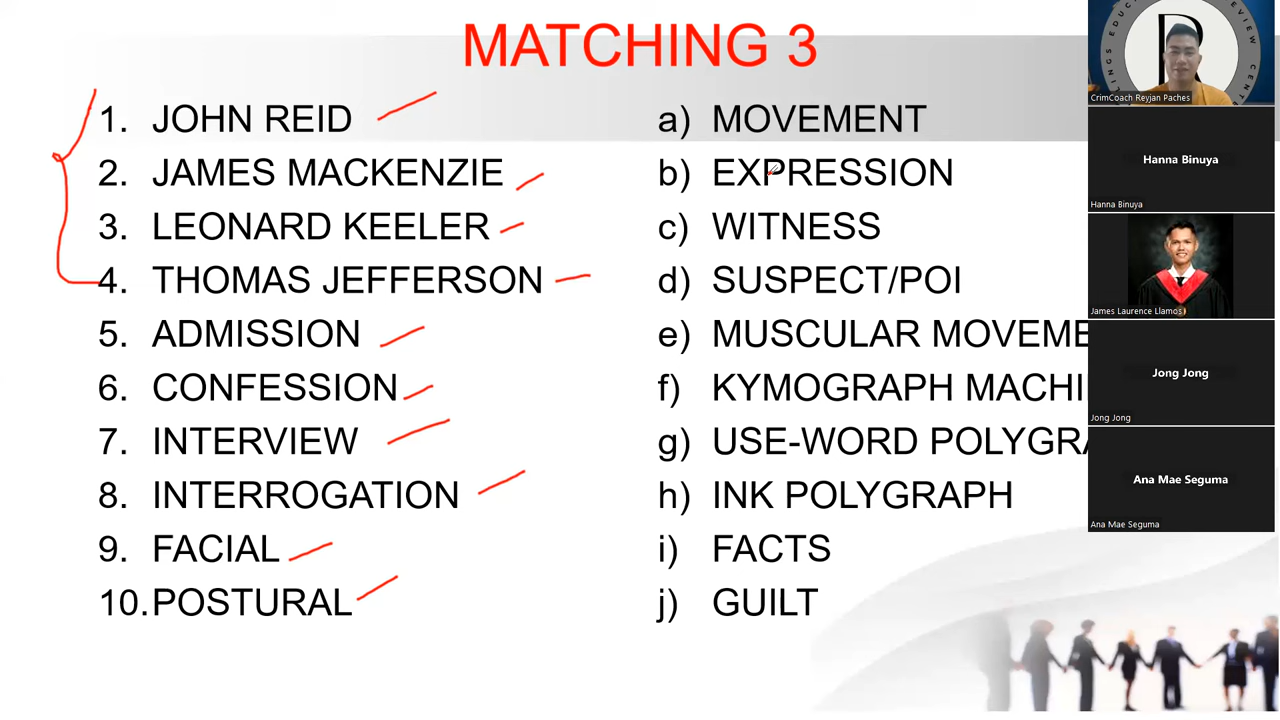 MATCHING 3
1. JOHN REID
2. JAMES MACKENZIE
3. LEONARD KEELER
4. THOMAS JEFFERSON
5. ADMISSION
6. CONFESSION
7. INTERVIEW
8. INTERROGATION
9. FACIAL
10. POSTURAL
a) MOVEMENT
b) EXPRESSION
c) WITNESS
d) SUSPECT/POI
e) MUSCULAR MOVEME
f) KYMOGRAPH MACHI
g) USE-WORD POLYGRA
h) INK POLYGRAPH
i) FACTS
j) GUILT
R
CrimCoach Reyjan Paches
Hanna Binuya
Hanna Binuya
James Laurence Llamos
Jong Jong
Jong Jong
Ana Mae Seguma
Ana Mae Seguma